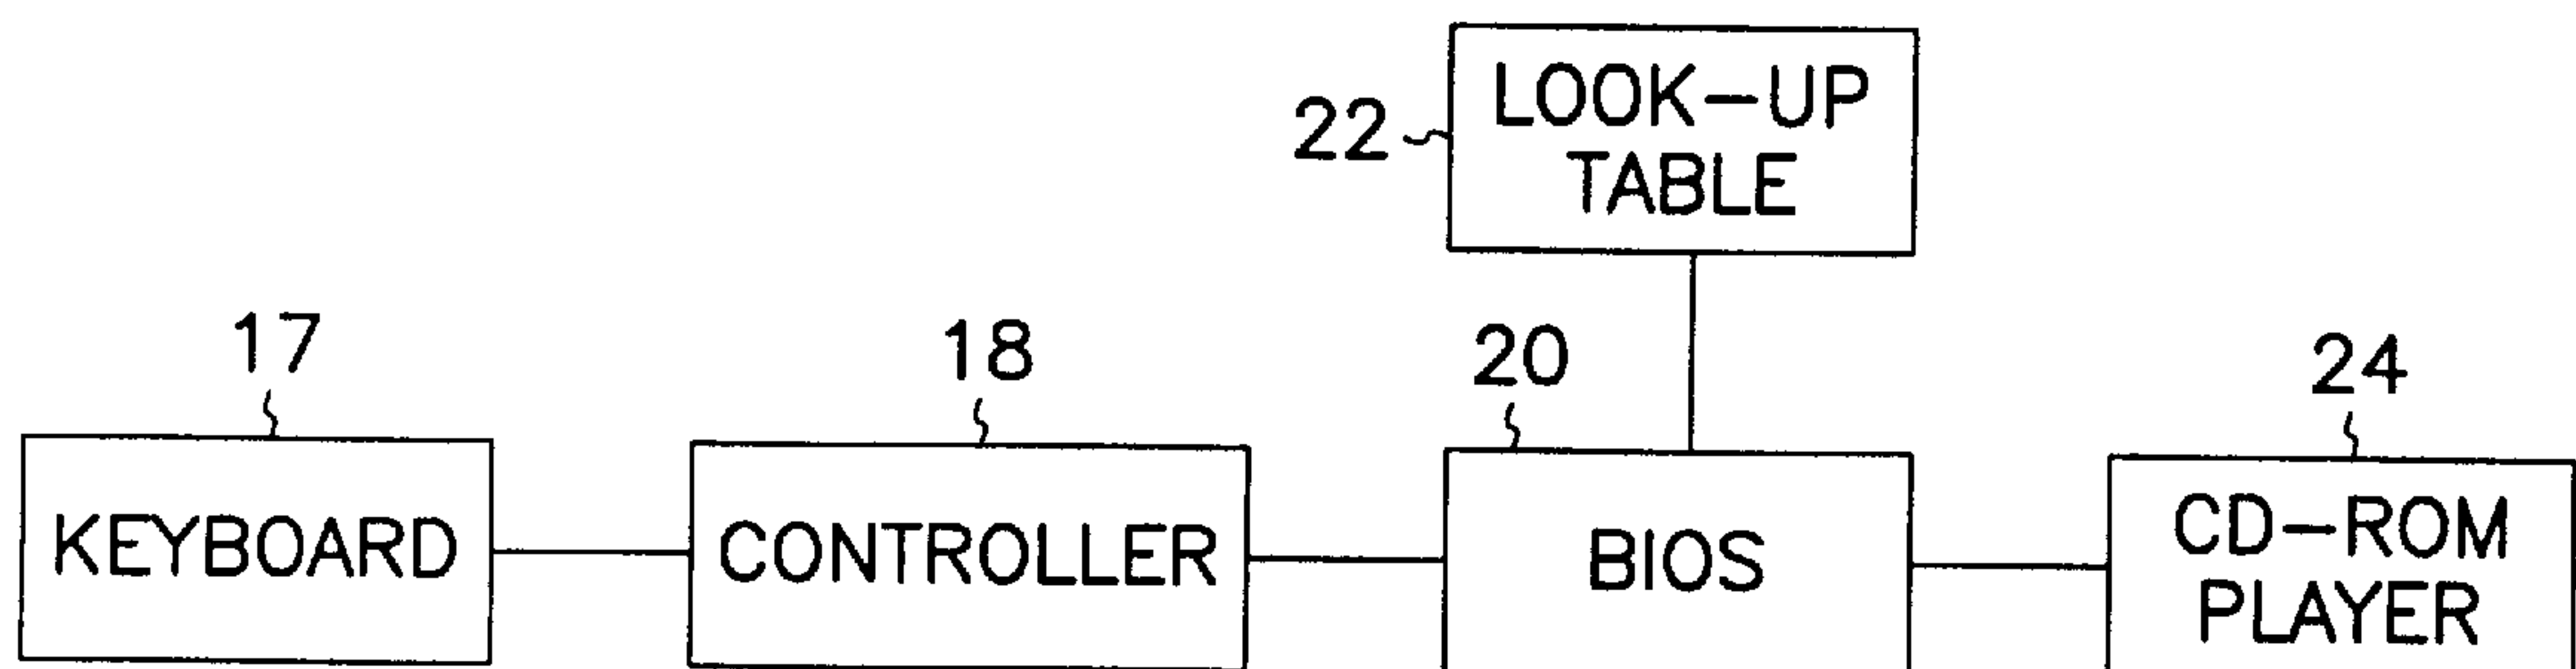 22
LOOK-UP
TABLE
17
18
20
24
KEYBOARD
CONTROLLER
BIOS
CD-ROM
PLAYER